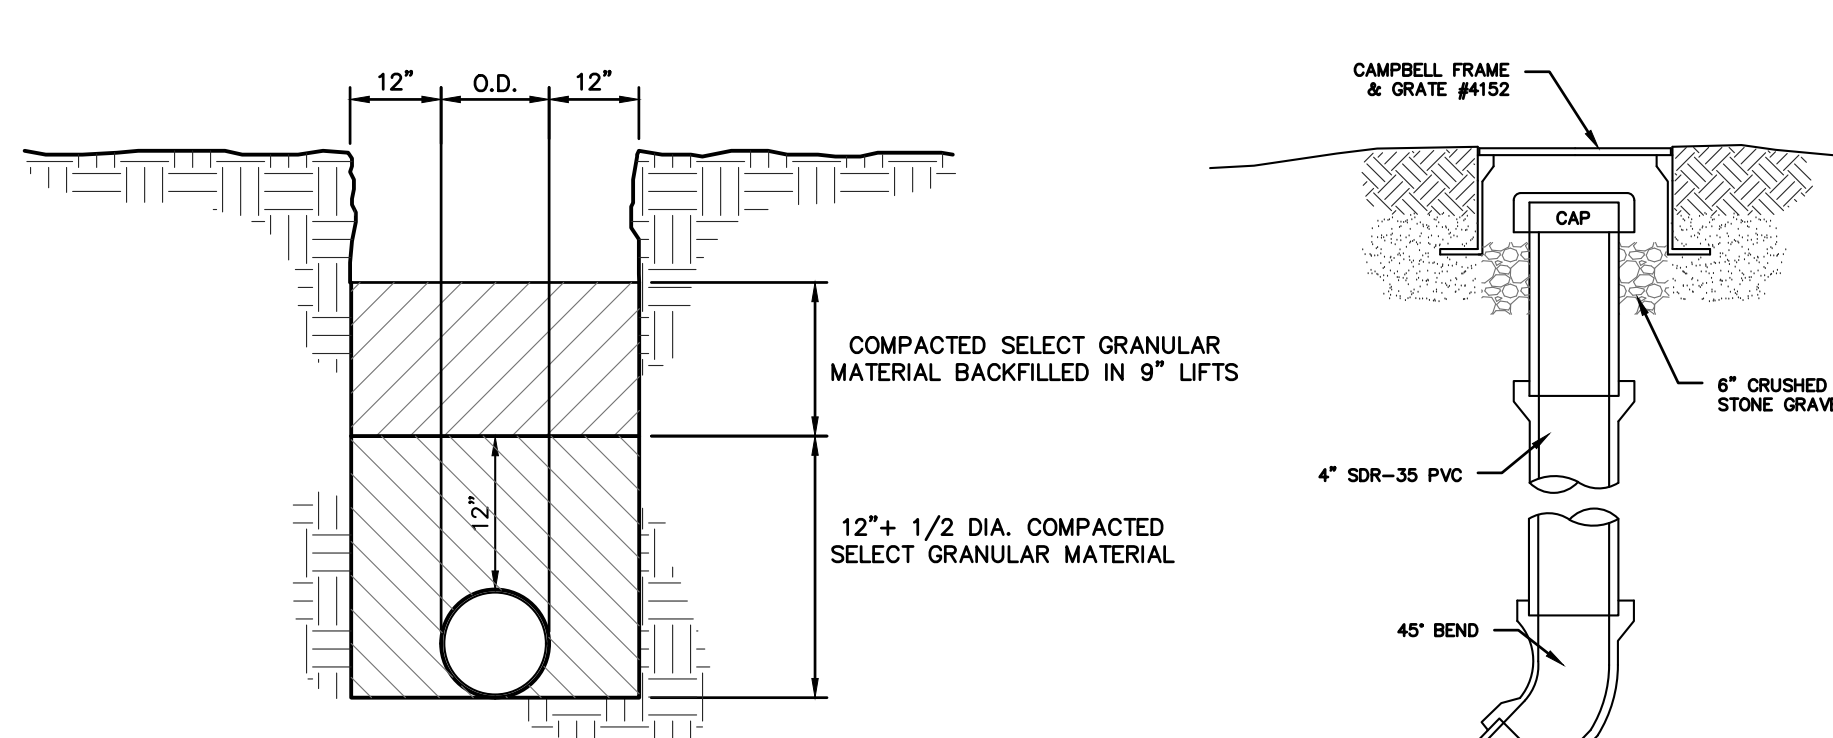 12"
O.D.
12"
COMPACTED SELECT GRANULAR
MATERIAL BACKFILLED IN 9" LIFTS
12"
12"+ 1/2 DIA. COMPACTED
SELECT GRANULAR MATERIAL
CAMPBELL FRAME
& GRATE #4152
CAP
6" CRUSHED
STONE
4" SDR-35 PVC
45° BEND